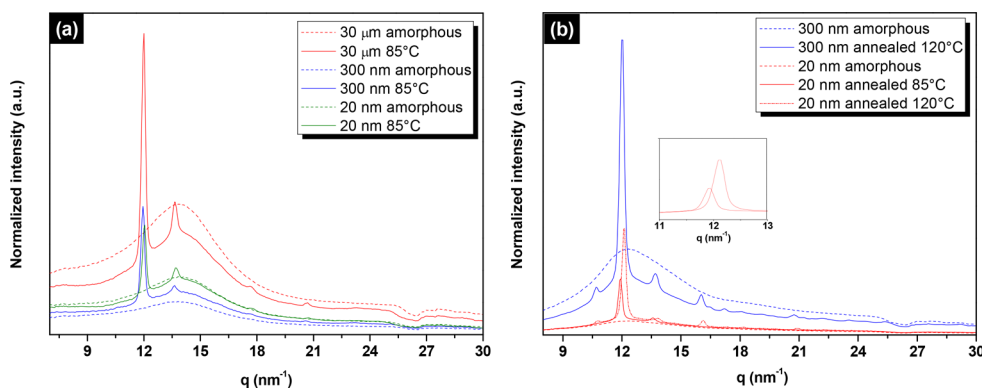 (a)
30 μm amorphous
30 μm 85°C
300 nm amorphous
300 nm 85°C
20 nm amorphous
20 nm 85°C
Normalized intensity (a.u.)
9 12 15 18 21 24 27 30
q (nm⁻¹)
(b)
300 nm amorphous
300 nm annealed 120°C
20 nm amorphous
20 nm annealed 85°C
20 nm annealed 120°C
Normalized intensity (a.u.)
11 12 13
q (nm⁻¹)
9 12 15 18 21 24 27 30
q (nm⁻¹)